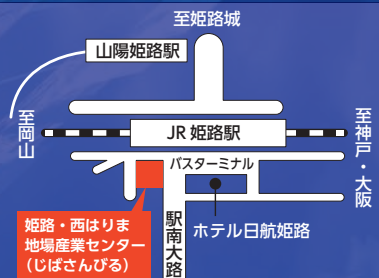 至姫路城
山陽姫路駅
至岡山
JR 姫路駅
至神戸・大阪
バスターミナル
姫路・西はりま
地場産業センター
(じばさんびる)
駅南大路
ホテル日航姫路